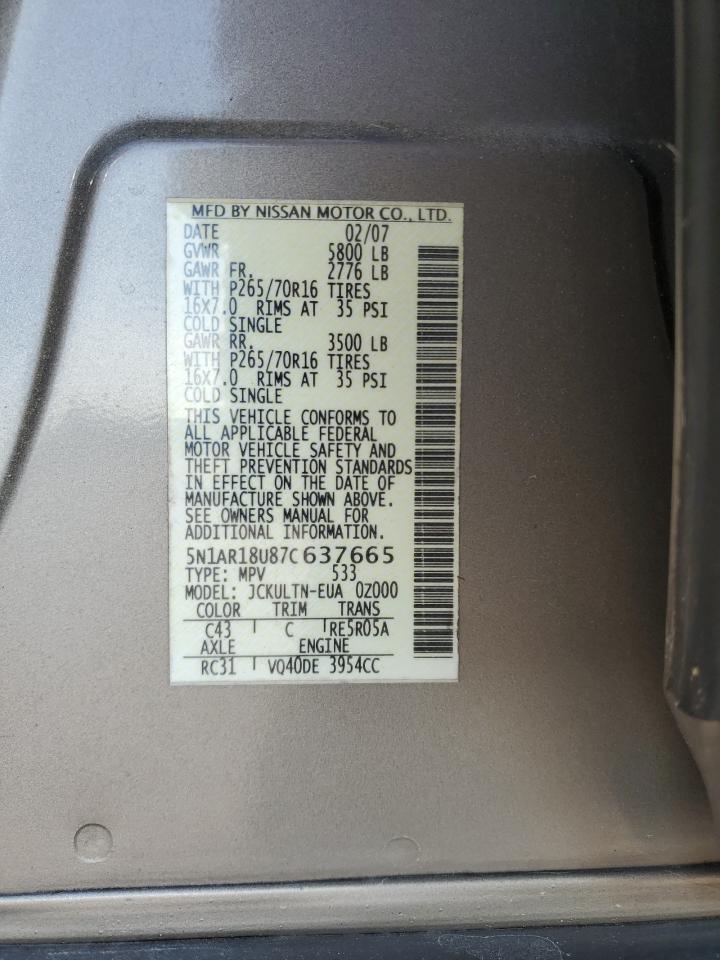 MFD BY NISSAN MOTOR CO., LTD.
DATE 02/07
GVWR 5800 LB
GAWR FR. 2776 LB
WITH P265/70R16 TIRES
16X7.0 RIMS AT 35 PSI
COLD SINGLE
GAWR RR. 3500 LB
WITH P265/70R16 TIRES
16X7.0 RIMS AT 35 PSI
COLD SINGLE
THIS VEHICLE CONFORMS TO
ALL APPLICABLE FEDERAL
MOTOR VEHICLE SAFETY AND
THEFT PREVENTION STANDARDS
IN EFFECT ON THE DATE OF
MANUFACTURE SHOWN ABOVE.
SEE OWNERS MANUAL FOR
ADDITIONAL INFORMATION.
5N1AR18U87C637665
TYPE: MPV 533
MODEL: JCKULTN-EUA 0Z000
COLOR TRIM TRANS
C43 C RE5R05A
AXLE ENGINE
RC31 VQ40DE 3954CC